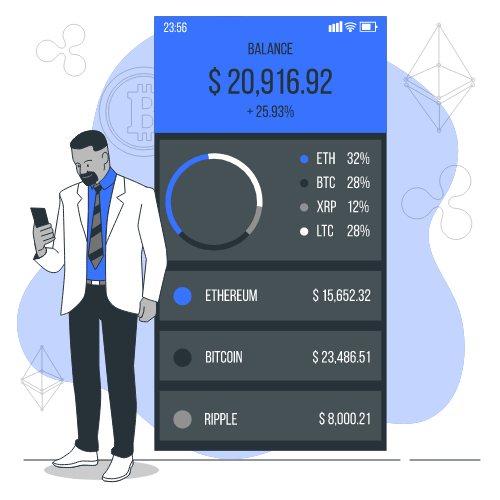 23:56
BALANCE
$ 20,916.92
+ 25.93%
ETH 32%
BTC 28%
XRP 12%
LTC 28%
ETHEREUM $ 15,652.32
BITCOIN $ 23,486.51
RIPPLE $ 8,000.21